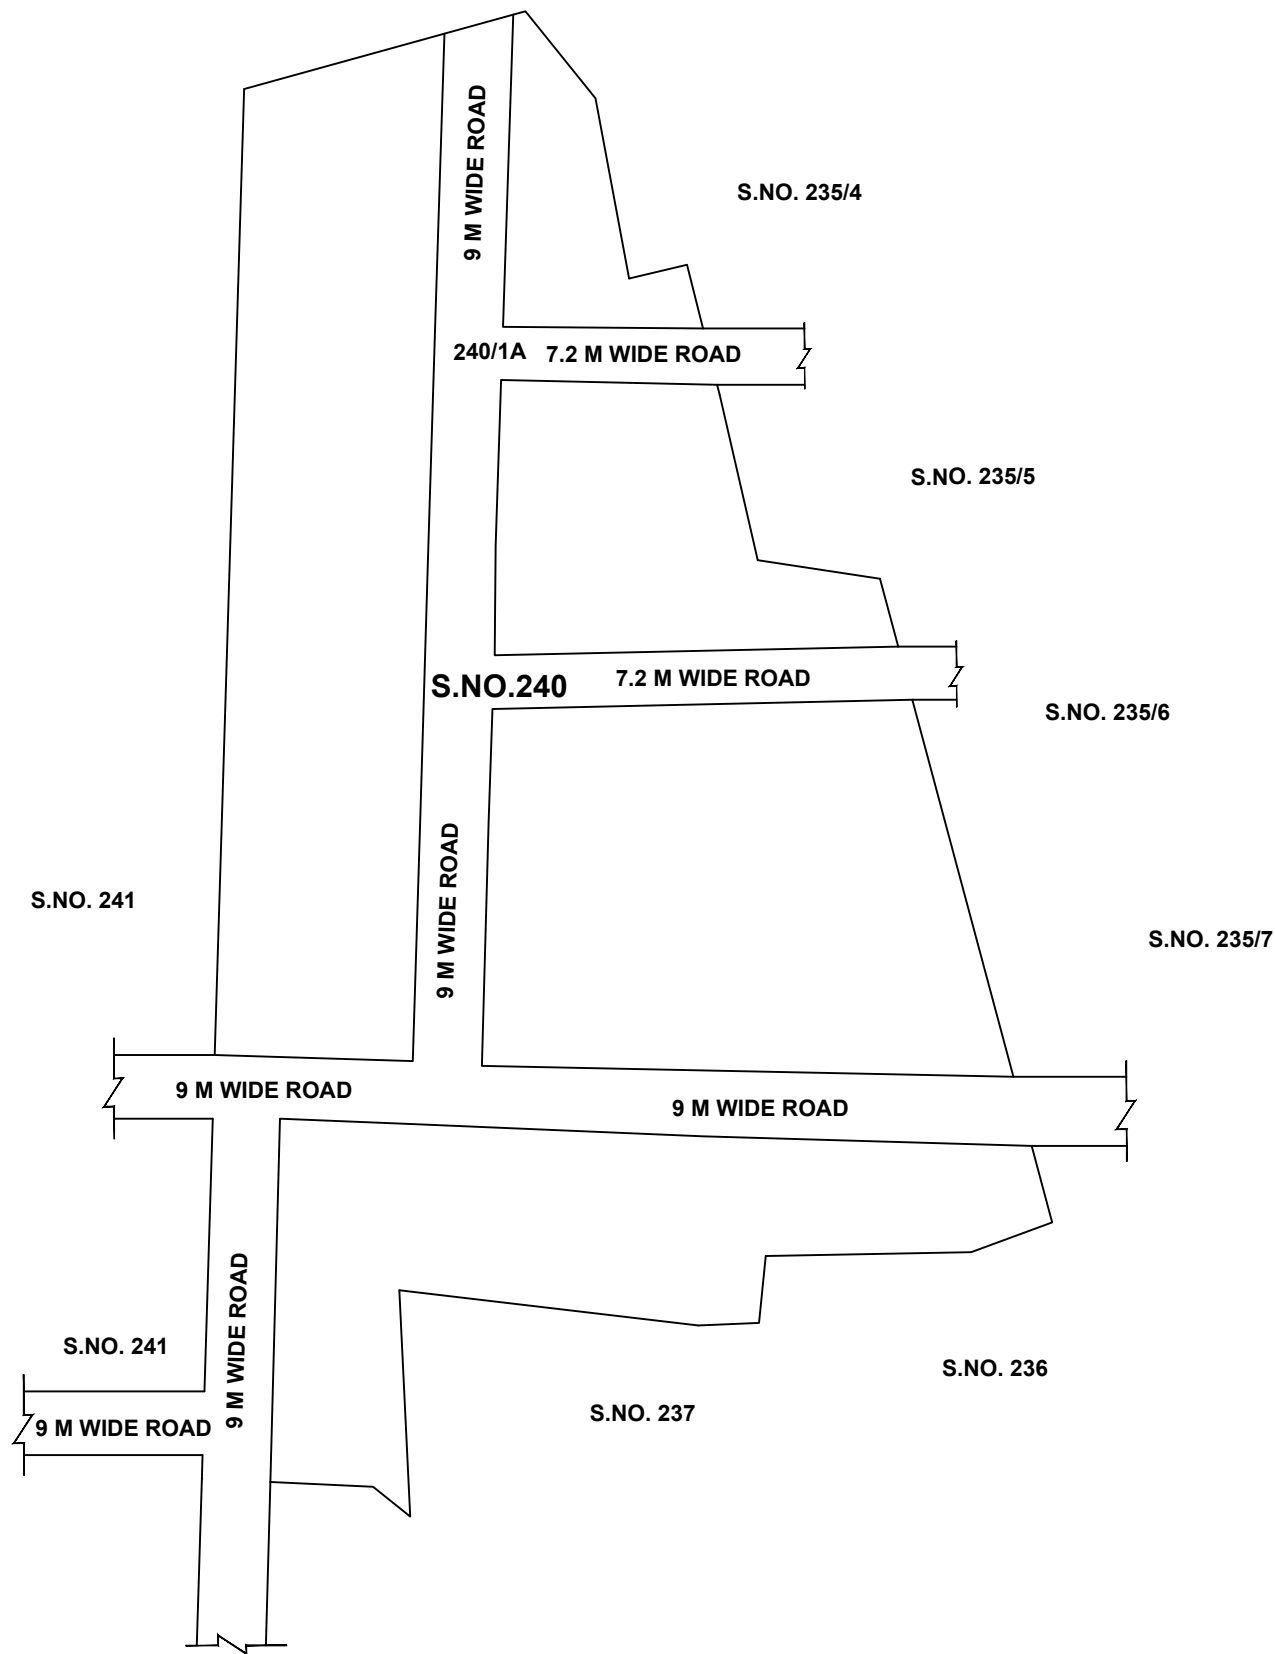 9 M WIDE ROAD
S.NO. 235/4
240/1A
7.2 M WIDE ROAD
S.NO. 235/5
S.NO.240
7.2 M WIDE ROAD
S.NO. 235/6
9 M WIDE ROAD
S.NO. 241
S.NO. 235/7
9 M WIDE ROAD
9 M WIDE ROAD
9 M WIDE ROAD
S.NO. 241
S.NO. 236
S.NO. 237
9 M WIDE ROAD